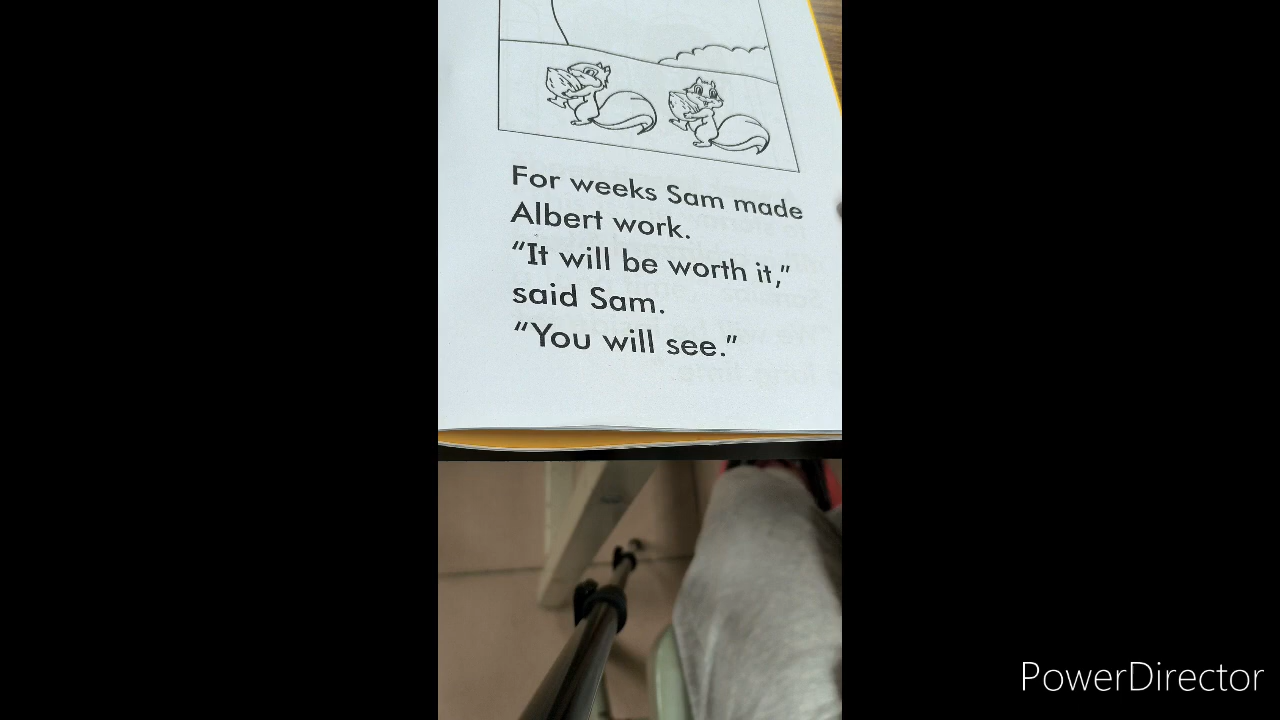 For weeks Sam made
Albert work.
“It will be worth it,”
said Sam.
“You will see.”
PowerDirector